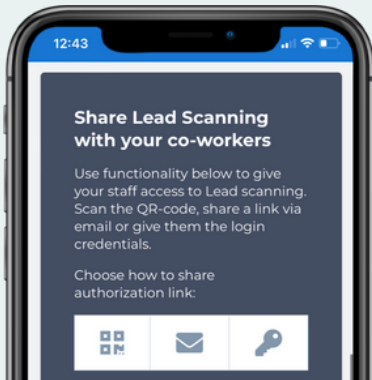 12:43
Share Lead Scanning
with your co-workers
Use functionality below to give
your staff access to Lead scanning.
Scan the QR-code, share a link via
email or give them the login
credentials.
Choose how to share
authorization link: